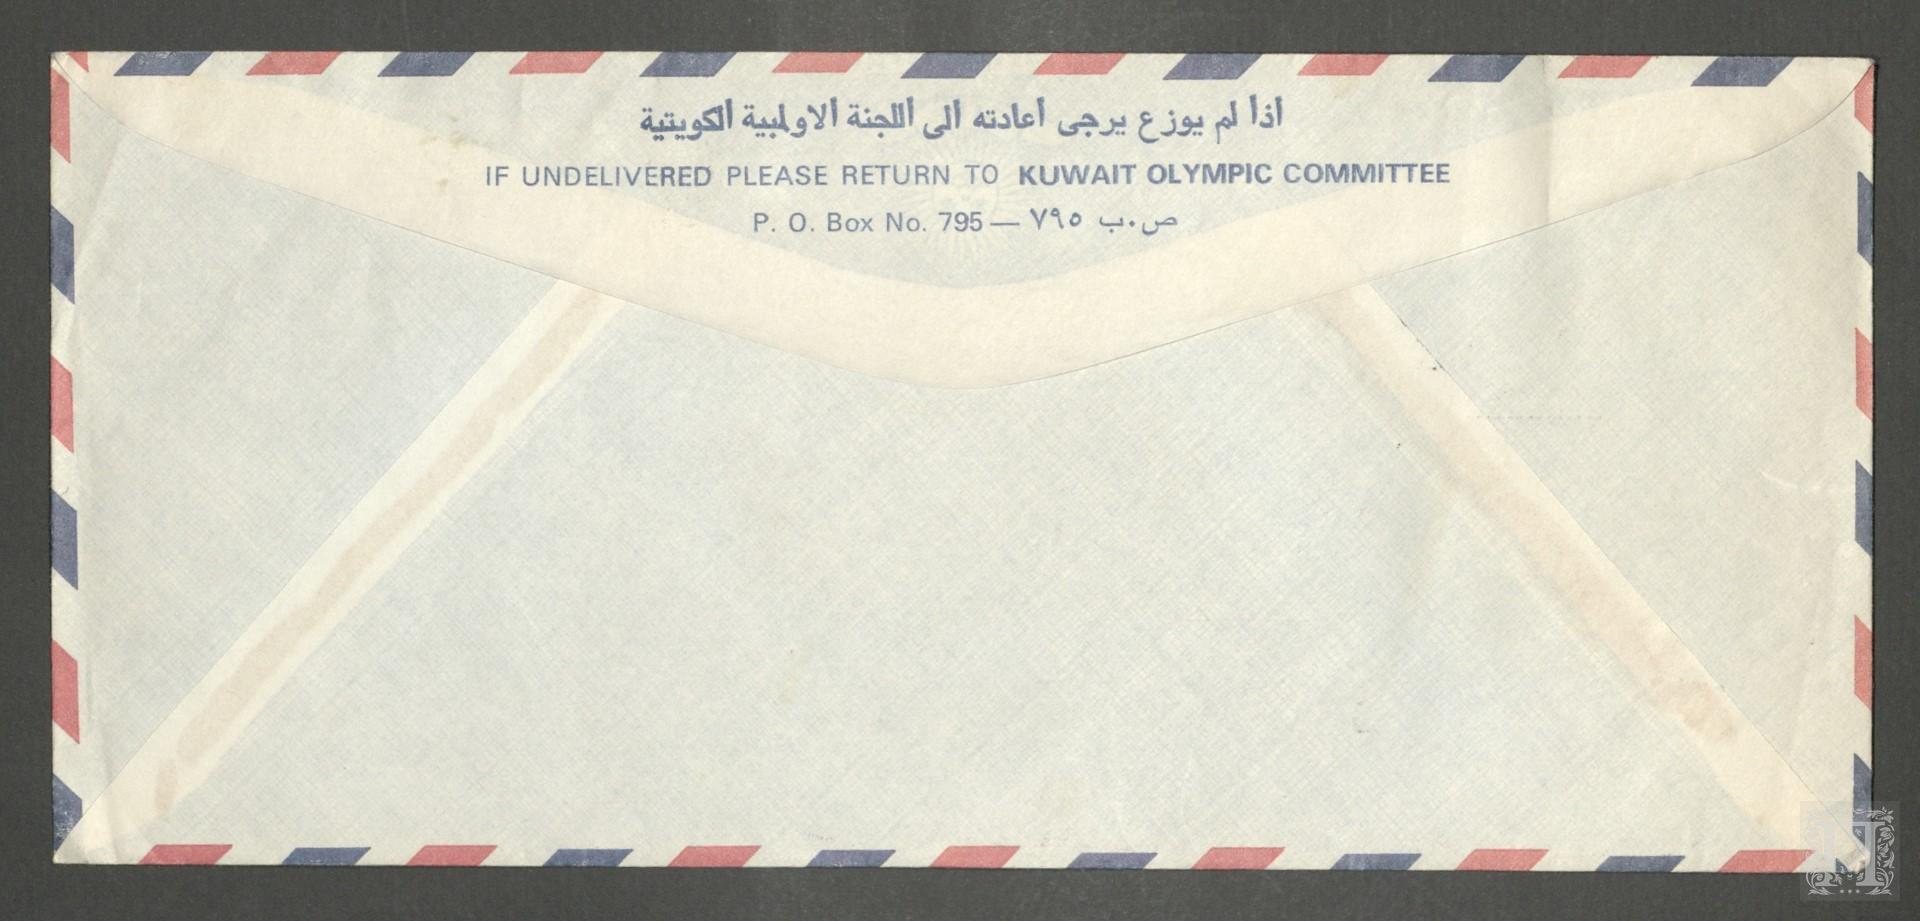 اذا لم يوزع يرجى اعادته الى اللجنة الاولمبية الكويتية
IF UNDELIVERED PLEASE RETURN TO KUWAIT OLYMPIC COMMITTEE
P. O. Box No. 795 — ص.ب ٧٩٥